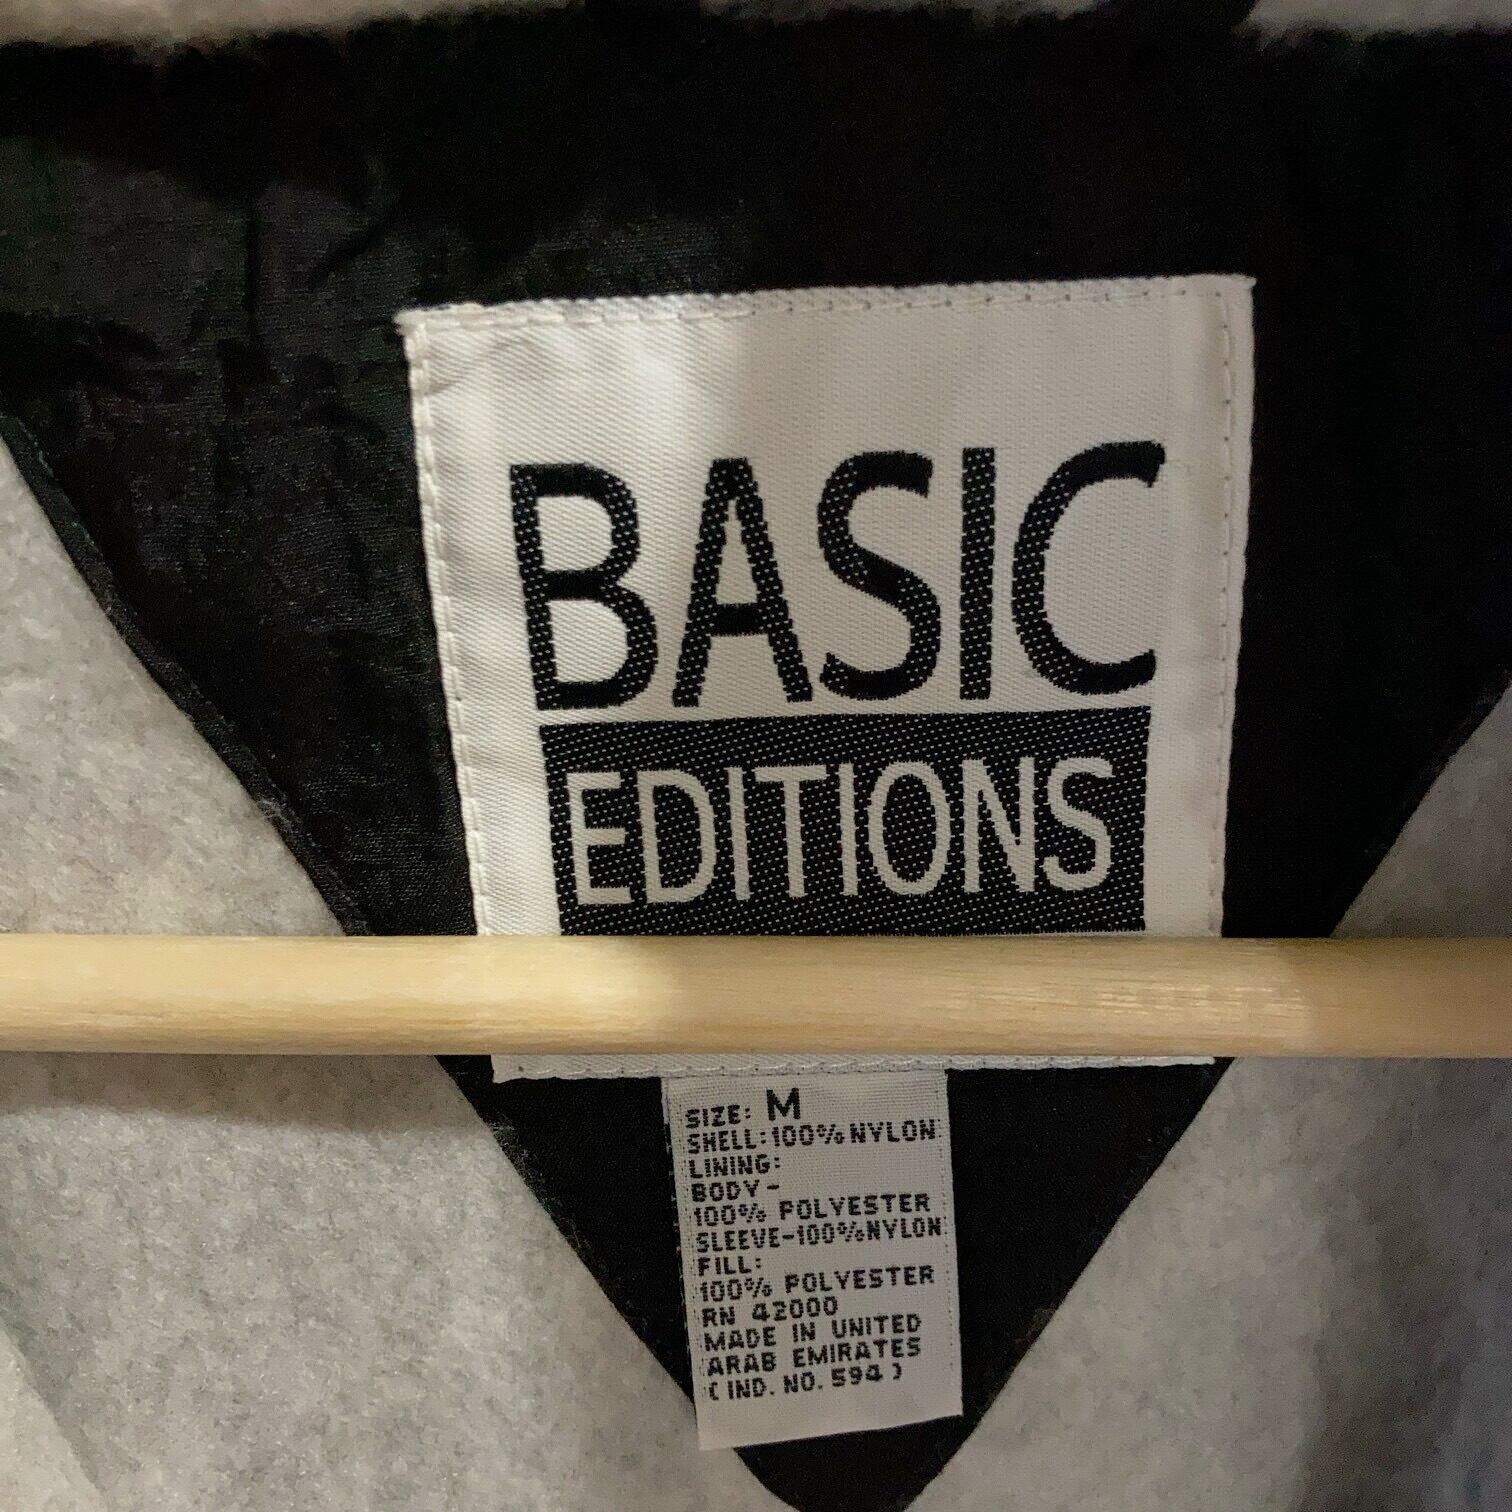 BASIC
EDITIONS
SIZE: M
SHELL:100% NYLON
LINING:
BODY-
100% POLYESTER
SLEEVE-100%NYLON
FILL:
100% POLYESTER
RN 42000
MADE IN UNITED
ARAB EMIRATES
(IND. NO. 594)